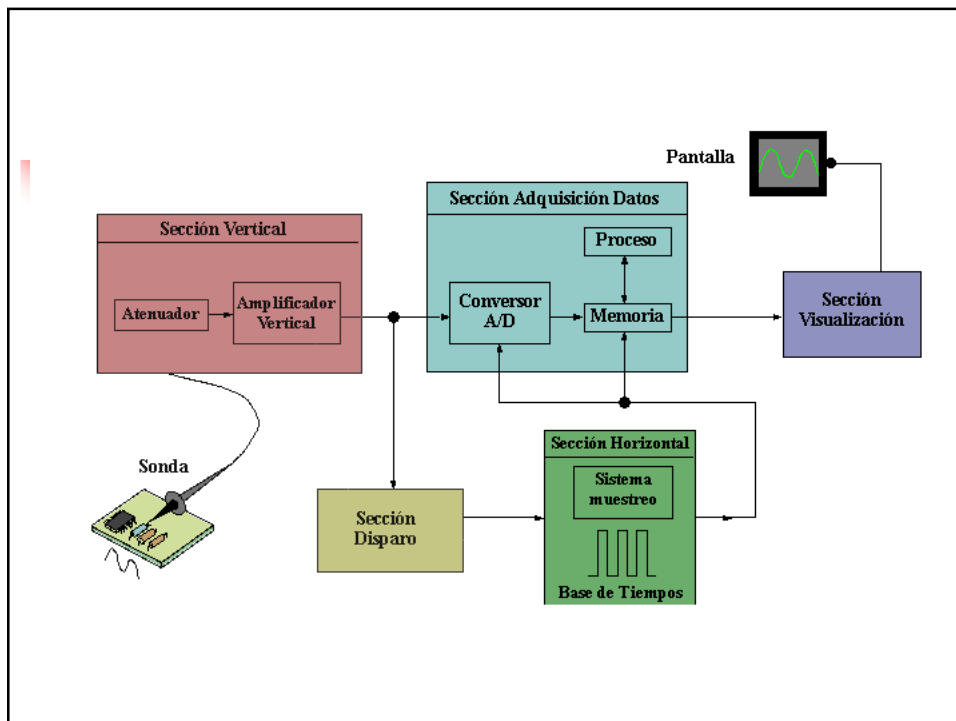 Pantalla
Sección Adquisición Datos
Sección Vertical
Proceso
Atenuador
Amplificador
Vertical
Conversor
A/D
Memoria
Sección
Visualización
Sonda
Sección
Disparo
Sección Horizontal
Sistema
muestreo
Base de Tiempos